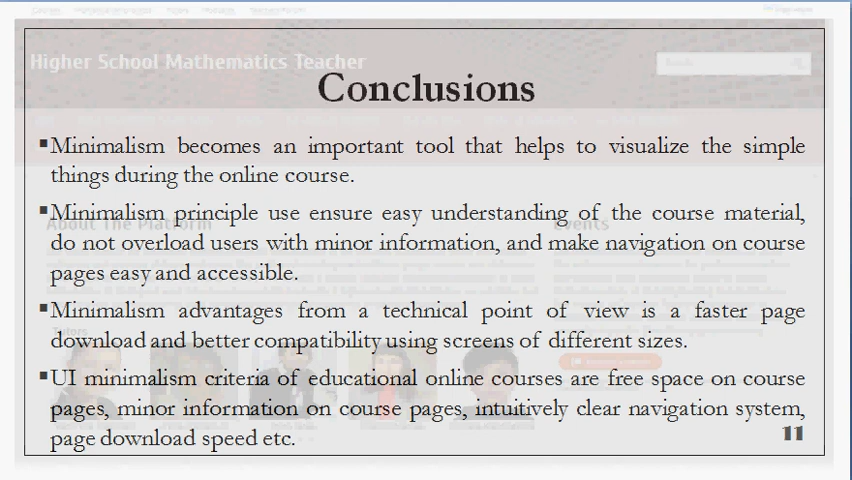 Higher School Mathematics Teacher
Conclusions
▪Minimalism becomes an important tool that helps to visualize the simple
things during the online course.
▪Minimalism principle use ensure easy understanding of the course material,
About The Platform
Events
do not overload users with minor information, and make navigation on course
pages easy and accessible.
▪Minimalism advantages from a technical point of view is a faster page
Tutors
download and better compatibility using screens of different sizes.
▪UI minimalism criteria of educational online courses are free space on course
pages, minor information on course pages, intuitively clear navigation system,
page download speed etc.
11